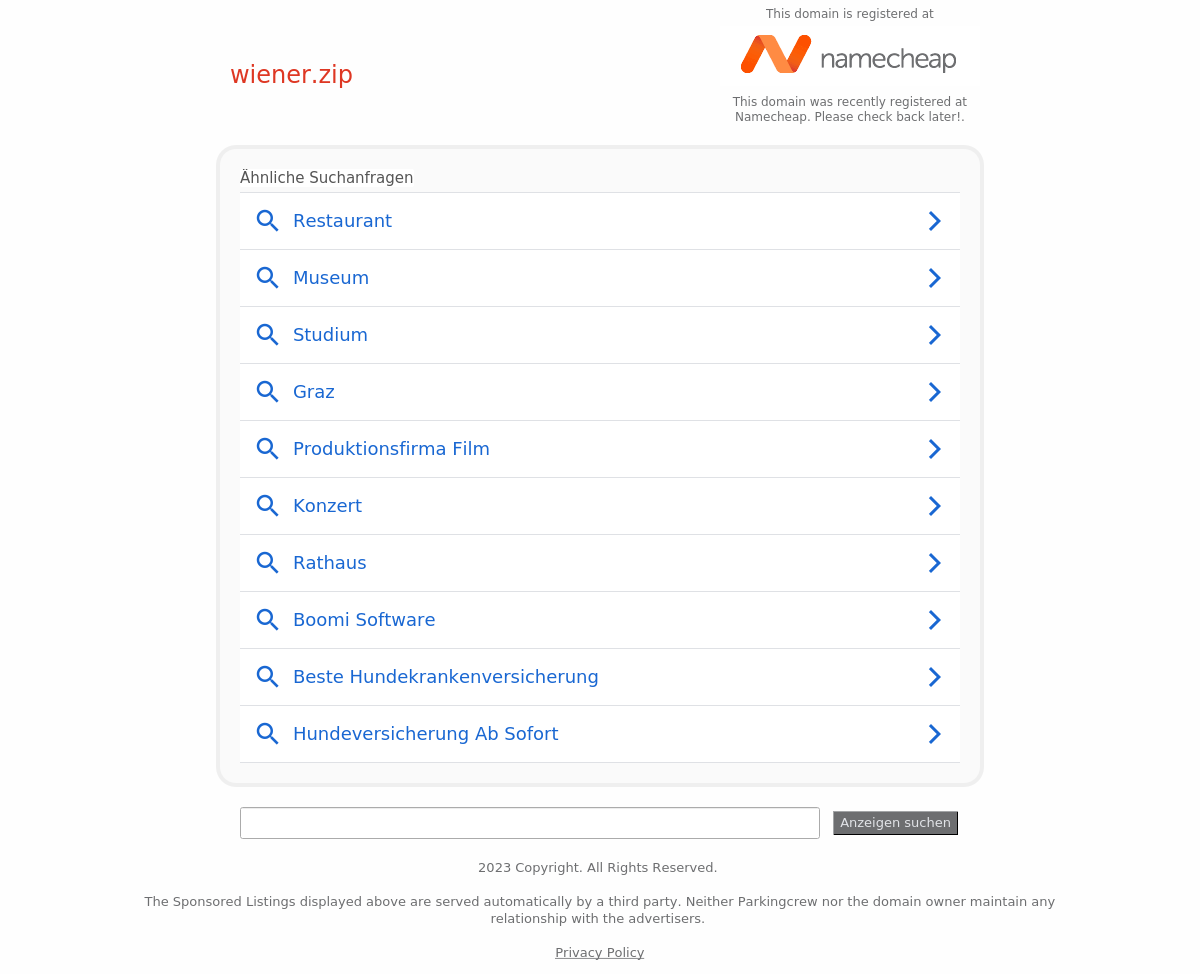 This domain is registered at
namecheap
wiener.zip
This domain was recently registered at
Namecheap. Please check back later!.
Ähnliche Suchanfragen
Restaurant
Museum
Studium
Graz
Produktionsfirma Film
Konzert
Rathaus
Boomi Software
Beste Hundekrankenversicherung
Hundeversicherung Ab Sofort
Anzeigen suchen
2023 Copyright. All Rights Reserved.
The Sponsored Listings displayed above are served automatically by a third party. Neither Parkingcrew nor the domain owner maintain any
relationship with the advertisers.
Privacy Policy